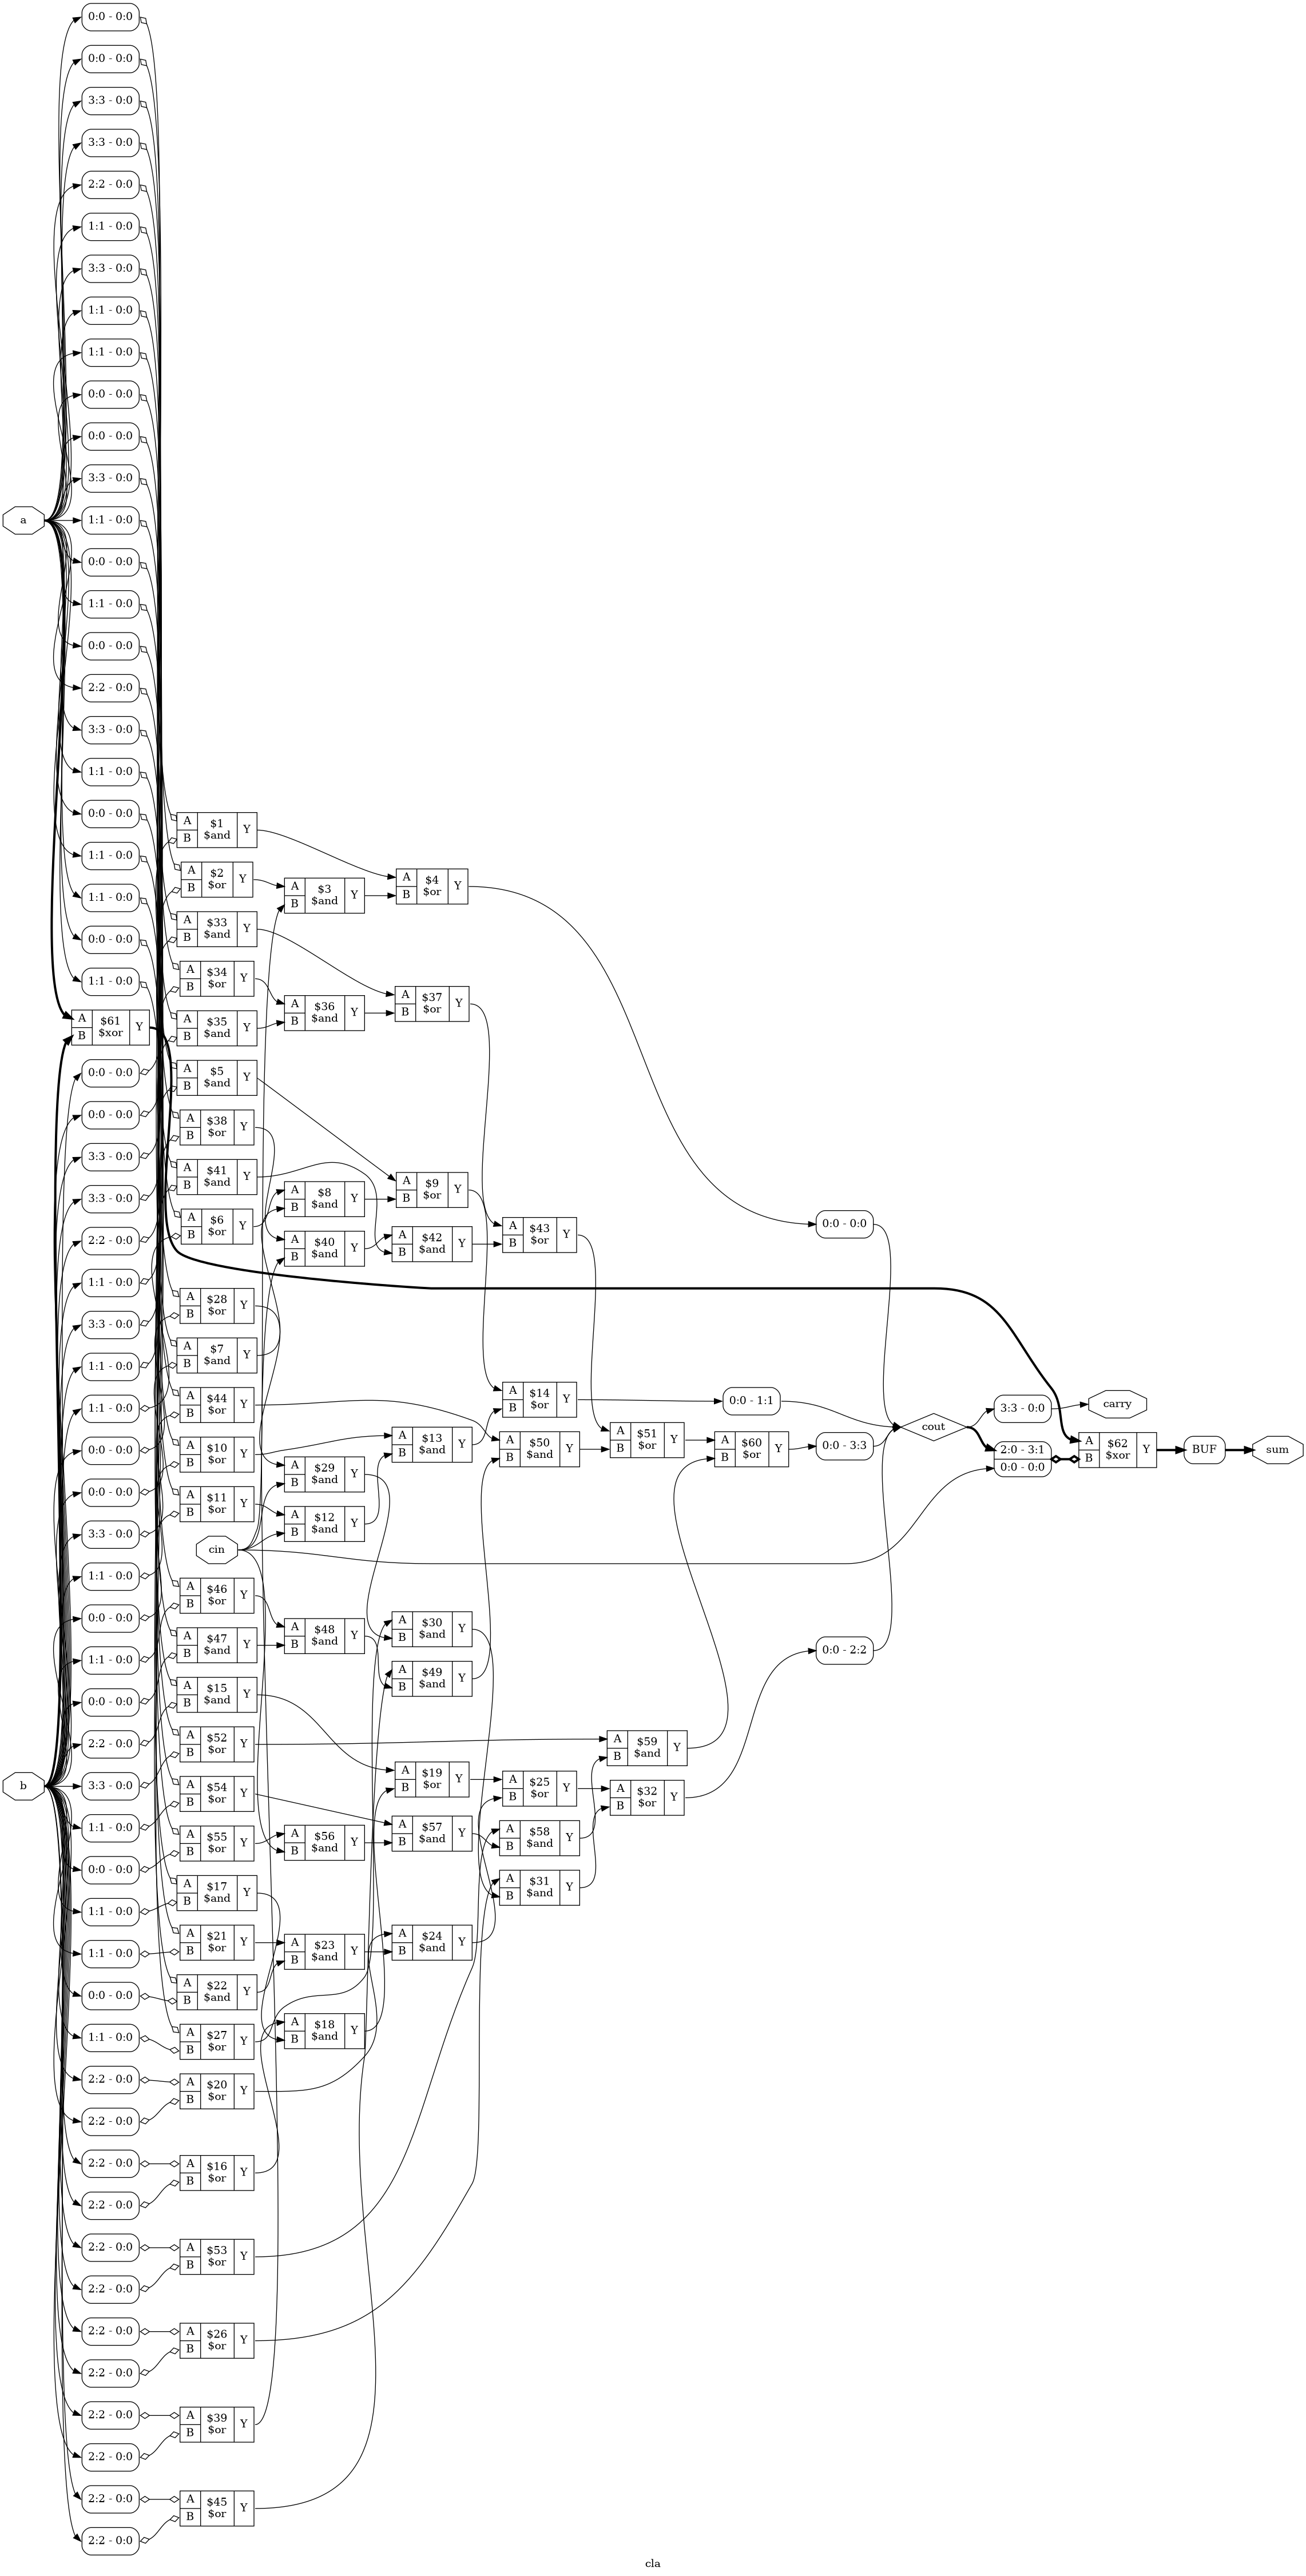 a
0:0 - 0:0
0:0 - 0:0
3:3 - 0:0
3:3 - 0:0
2:2 - 0:0
1:1 - 0:0
3:3 - 0:0
1:1 - 0:0
1:1 - 0:0
0:0 - 0:0
0:0 - 0:0
3:3 - 0:0
1:1 - 0:0
0:0 - 0:0
1:1 - 0:0
0:0 - 0:0
2:2 - 0:0
3:3 - 0:0
1:1 - 0:0
0:0 - 0:0
1:1 - 0:0
1:1 - 0:0
0:0 - 0:0
1:1 - 0:0
A $61 Y
B $xor
b
0:0 - 0:0
0:0 - 0:0
3:3 - 0:0
3:3 - 0:0
2:2 - 0:0
1:1 - 0:0
3:3 - 0:0
1:1 - 0:0
1:1 - 0:0
0:0 - 0:0
0:0 - 0:0
3:3 - 0:0
1:1 - 0:0
0:0 - 0:0
1:1 - 0:0
0:0 - 0:0
2:2 - 0:0
3:3 - 0:0
1:1 - 0:0
0:0 - 0:0
1:1 - 0:0
1:1 - 0:0
0:0 - 0:0
1:1 - 0:0
2:2 - 0:0
2:2 - 0:0
2:2 - 0:0
2:2 - 0:0
2:2 - 0:0
2:2 - 0:0
2:2 - 0:0
2:2 - 0:0
2:2 - 0:0
2:2 - 0:0
2:2 - 0:0
2:2 - 0:0
A $1 Y
B $and
A $2 Y
B $or
A $33 Y
B $and
A $34 Y
B $or
A $35 Y
B $and
A $5 Y
B $and
A $38 Y
B $or
A $41 Y
B $and
A $6 Y
B $or
A $28 Y
B $or
A $7 Y
B $and
A $44 Y
B $or
A $10 Y
B $or
A $11 Y
B $or
cin
A $46 Y
B $or
A $47 Y
B $and
A $15 Y
B $and
A $52 Y
B $or
A $54 Y
B $or
A $55 Y
B $or
A $17 Y
B $and
A $21 Y
B $or
A $22 Y
B $and
A $27 Y
B $or
A $20 Y
B $or
A $16 Y
B $or
A $53 Y
B $or
A $26 Y
B $or
A $39 Y
B $or
A $45 Y
B $or
A $3 Y
B $and
A $36 Y
B $and
A $8 Y
B $and
A $40 Y
B $and
A $29 Y
B $and
A $12 Y
B $and
A $48 Y
B $and
A $56 Y
B $and
A $23 Y
B $and
A $18 Y
B $and
A $4 Y
B $or
A $37 Y
B $or
A $9 Y
B $or
A $42 Y
B $and
A $13 Y
B $and
A $30 Y
B $and
A $49 Y
B $and
A $19 Y
B $or
A $57 Y
B $and
A $24 Y
B $and
A $43 Y
B $or
A $14 Y
B $or
A $50 Y
B $and
A $25 Y
B $or
A $58 Y
B $and
A $31 Y
B $and
A $51 Y
B $or
A $59 Y
B $and
A $32 Y
B $or
0:0 - 1:1
A $60 Y
B $or
0:0 - 0:0
0:0 - 3:3
0:0 - 2:2
cout
3:3 - 0:0
2:0 - 3:1
0:0 - 0:0
carry
A $62 Y
B $xor
BUF
sum
cla